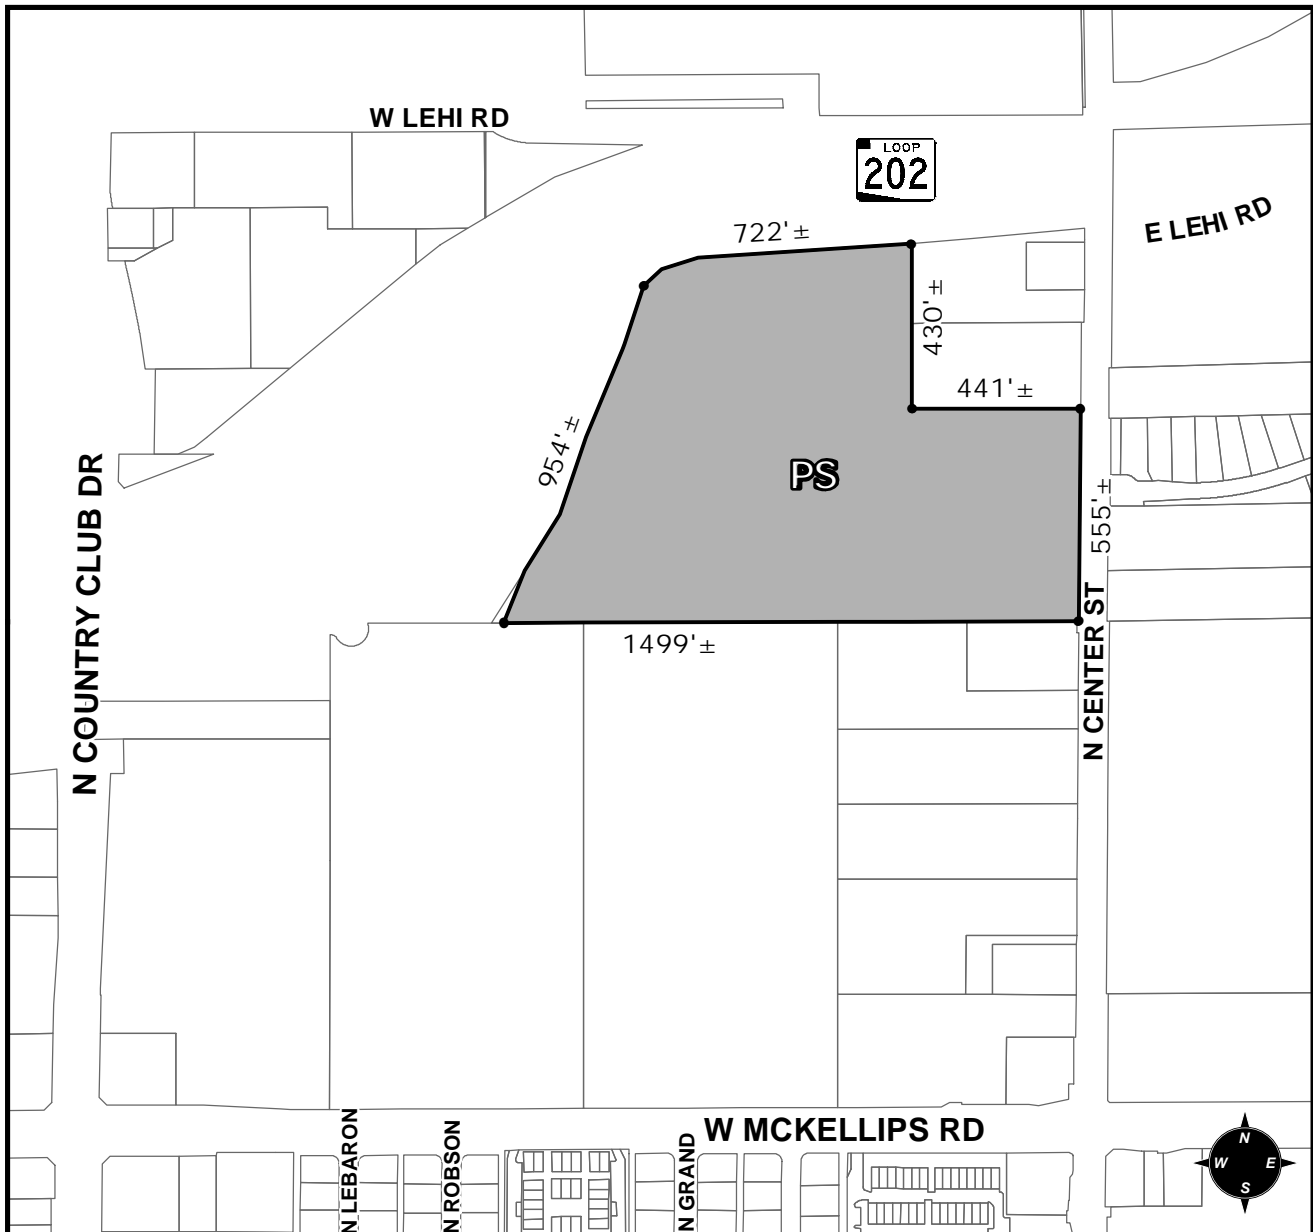 W LEHI RD
LOOP
202
E LEHI RD
722'±
430'±
441'±
954'±
PS
555'±
N COUNTRY CLUB DR
1499'±
N CENTER ST
W MCKELLIPS RD
N LEBARON
N ROBSON
N GRAND
N
W E
S